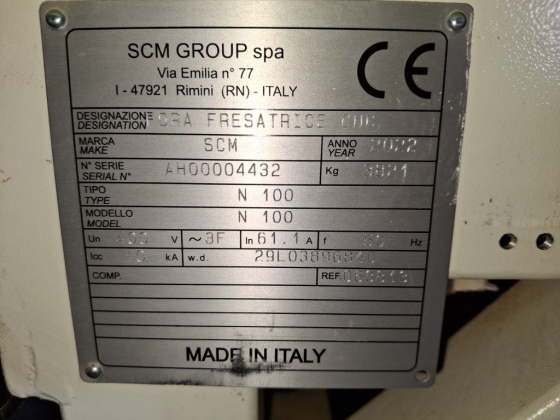 SCM GROUP spa
Via Emilia n° 77
I - 47921 Rimini (RN) - ITALY
CE
DESIGNAZIONE
DESIGNATION FRESATRICE
MARCA
MAKE SCM ANNO
YEAR 2022
N° SERIE
SERIAL N° AH00004432 Kg
TIPO
TYPE N 100
MODELLO
MODEL N 100
Un V ~3F In 61.1 A f Hz
Icc kA w.d.
COMP. REF.
MADE IN ITALY